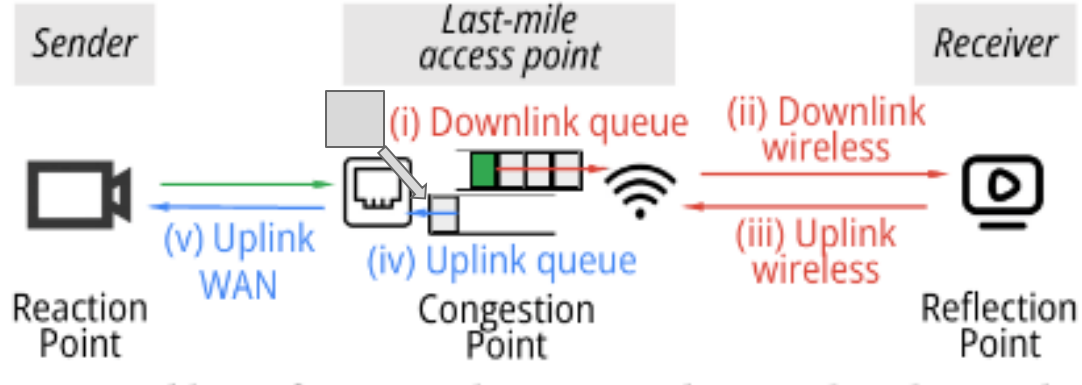 Sender
Last-mile
access point
Receiver
(i) Downlink queue
(ii) Downlink
wireless
(v) Uplink
WAN
(iv) Uplink queue
(iii) Uplink
wireless
Reaction
Point
Congestion
Point
Reflection
Point